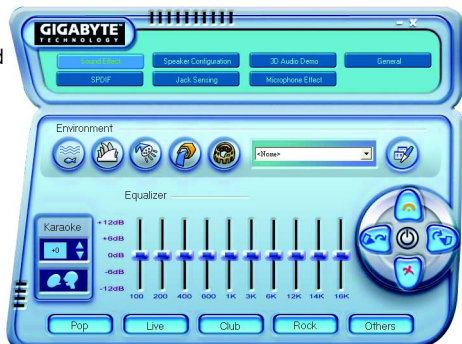 GIGABYTE™
TECHNOLOGY
Sound Effect Speaker Configuration 3D Audio Demo General
SPDIF Jack Sensing Microphone Effect
d
Environment
<None>
Equalizer
Karaoke
+0
+12dB
+6dB
0dB
-6dB
-12dB
100 200 400 600 1K 3K 6K 12K 14K 16K
Pop Live Club Rock Others